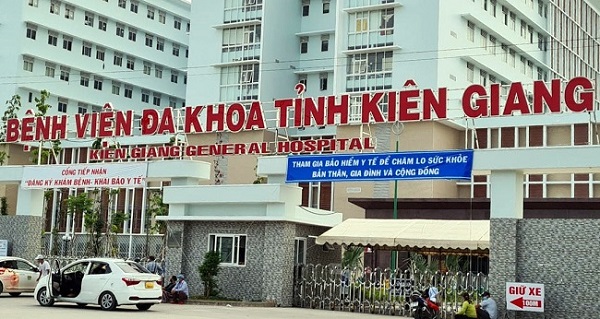 BỆNH VIỆN ĐA KHOA TỈNH KIÊN GIANG
KIEN GIANG GENERAL HOSPITAL
THAM GIA BẢO HIỂM Y TẾ ĐỂ CHĂM LO SỨC KHỎE
BẢN THÂN, GIA ĐÌNH VÀ CỘNG ĐỒNG
CỔNG TIẾP NHẬN
"ĐĂNG KÝ KHÁM BỆNH- KHAI BÁO Y TẾ"
GIỮ XE
100M